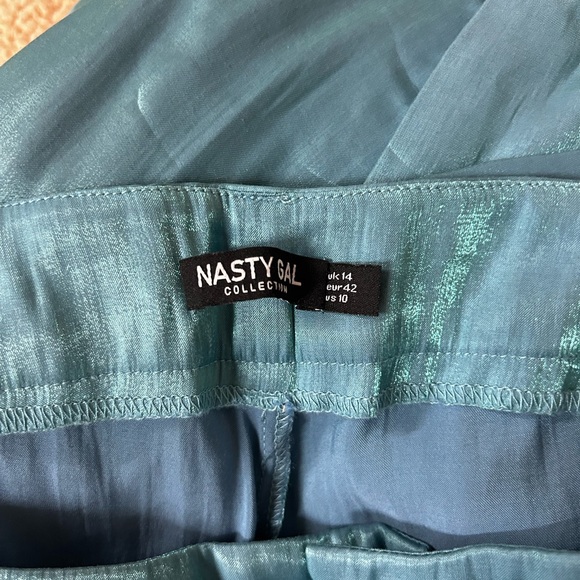 NASTY GAL
COLLECTION
uk 14
eur 42
us 10